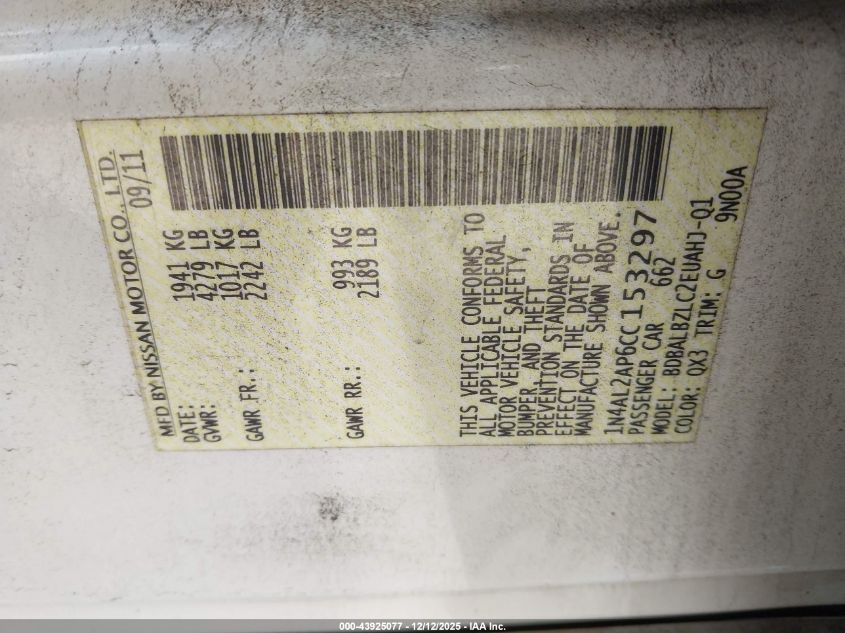 MFD BY NISSAN MOTOR CO., LTD.
DATE: 09/11
GVWR: 1941 KG
4279 LB
GAWR FR.: 1017 KG
2242 LB
GAWR RR.: 993 KG
2189 LB
THIS VEHICLE CONFORMS TO
ALL APPLICABLE FEDERAL
MOTOR VEHICLE SAFETY,
BUMPER, AND THEFT
PREVENTION STANDARDS IN
EFFECT ON THE DATE OF
MANUFACTURE SHOWN ABOVE.
1N4AL2AP6CC153297
PASSENGER CAR 662
MODEL: BDBALBZLC2EUAHJ-Q1
COLOR: QX3 TRIM: G 9N00A
000-43925077 - 12/12/2025 - IAA Inc.